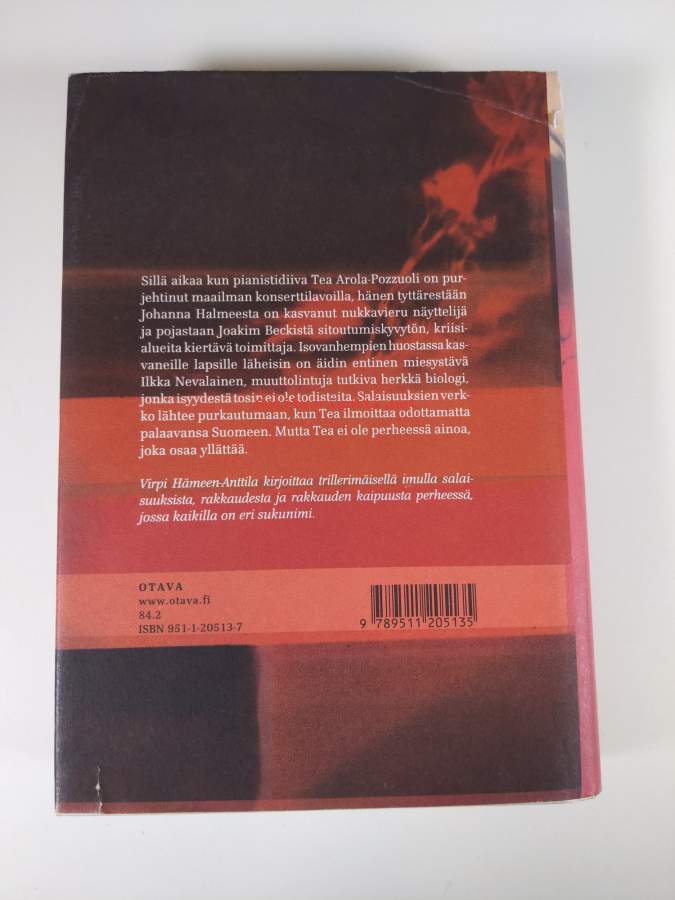 Sillä aikaa kun pianistidiiva Tea Arola-Pozzuoli on pur-
jehtinut maailman konserttilavoilla, hänen tyttärestään
Johanna Halmeesta on kasvanut nukkavieru näyttelijä
ja pojastaan Joakim Beckistä sitoutumiskyvytön, kriisi-
alueita kiertävä toimittaja. Isovanhempien huostassa kas-
vaneille lapsille läheisin on äidin entinen miesystävä
Ilkka Nevalainen, muuttolintuja tutkiva herkkä biologi,
jonka isyydestä tosin ei ole todisteita. Salaisuuksien verk-
ko lähtee purkautumaan, kun Tea ilmoittaa odottamatta
palaavansa Suomeen. Mutta Tea ei ole perheessä ainoa,
joka osaa yllättää.
Virpi Hämeen-Anttila kirjoittaa trillerimäisellä imulla salai-
suuksista, rakkaudesta ja rakkauden kaipuusta perheessä,
jossa kaikilla on eri sukunimi.
OTAVA
www.otava.fi
84.2
ISBN 951-1-20513-7
9 789511 205135